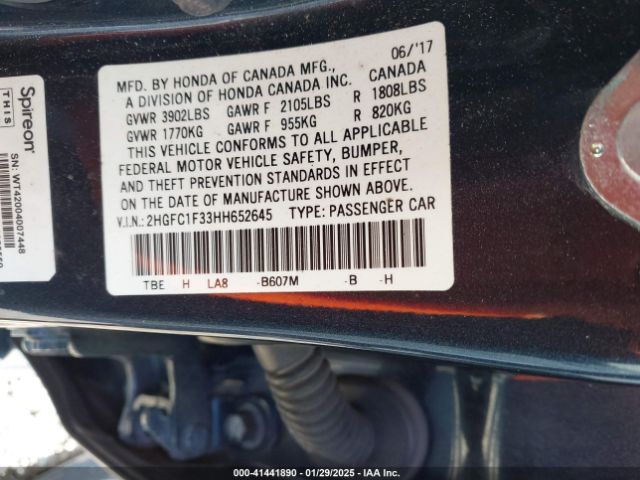 06/'17
MFD. BY HONDA OF CANADA MFG.,
A DIVISION OF HONDA CANADA INC. CANADA
GVWR 3902LBS GAWR F 2105LBS R 1808LBS
GVWR 1770KG GAWR F 955KG R 820KG
THIS VEHICLE CONFORMS TO ALL APPLICABLE
FEDERAL MOTOR VEHICLE SAFETY, BUMPER,
AND THEFT PREVENTION STANDARDS IN EFFECT
ON THE DATE OF MANUFACTURE SHOWN ABOVE.
V.I.N.: 2HGFC1F33HH652645 TYPE: PASSENGER CAR
TBE H LA8 -B607M -B -H
Spireon
THIS
SN: WT42004007448
000-41441890 - 01/29/2025 - IAA Inc.